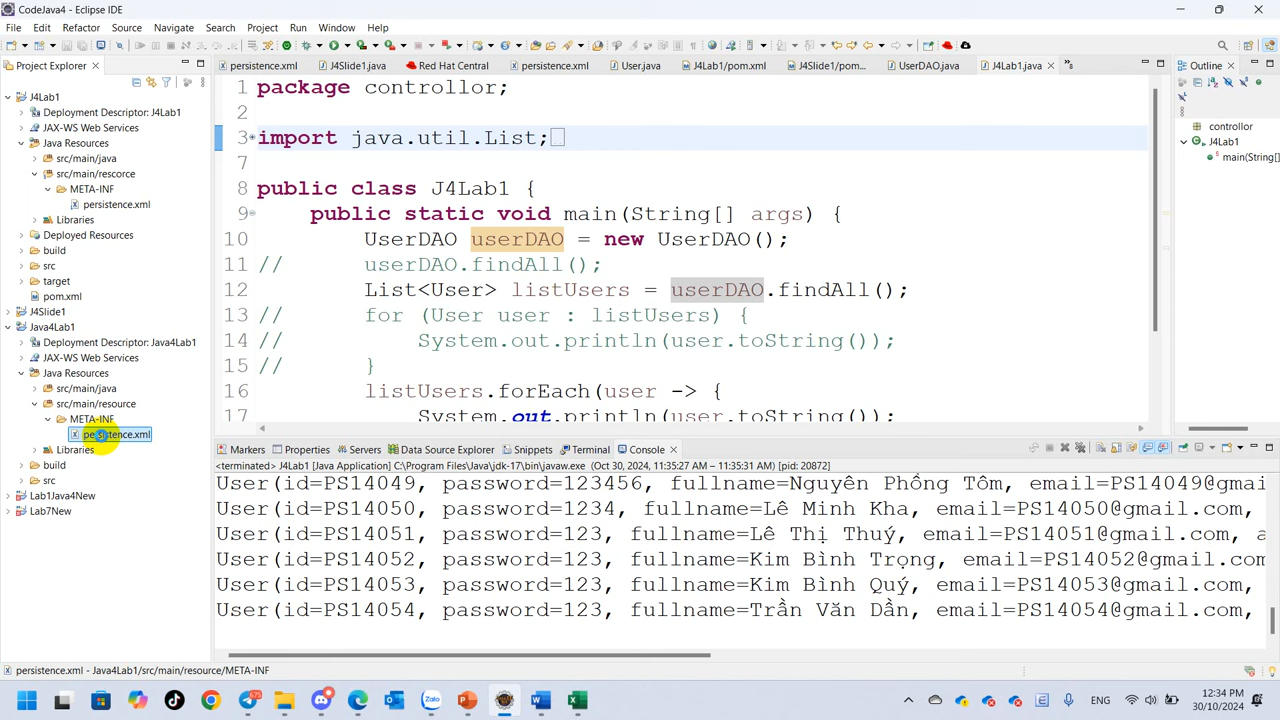 CodeJava4 - Eclipse IDE
File Edit Refactor Source Navigate Search Project Run Window Help
Project Explorer
persistence.xml
J4Slide1.java
Red Hat Central
persistence.xml
User.java
J4Lab1/pom.xml
J4Slide1/pom...
UserDAO.java
J4Lab1.java
Outline
J4Lab1
Deployment Descriptor: J4Lab1
JAX-WS Web Services
Java Resources
src/main/java
src/main/rescorce
META-INF
persistence.xml
Libraries
Deployed Resources
build
src
target
pom.xml
J4Slide1
Java4Lab1
Deployment Descriptor: Java4Lab1
JAX-WS Web Services
Java Resources
src/main/java
src/main/resource
META-INF
persistence.xml
Libraries
build
src
Lab1Java4New
Lab7New
1 package controllor;
2
3 import java.util.List;
7
8 public class J4Lab1 {
9 public static void main(String[] args) {
10 UserDAO userDAO = new UserDAO();
11 // userDAO.findAll();
12 List<User> listUsers = userDAO.findAll();
13 // for (User user : listUsers) {
14 // System.out.println(user.toString());
15 // }
16 listUsers.forEach(user -> {
17 System.out.println(user.toString());
controllor
J4Lab1
main(String[]
Markers Properties Servers Data Source Explorer Snippets Terminal Console
<terminated> J4Lab1 [Java Application] C:\Program Files\Java\jdk-17\bin\javaw.exe (Oct 30, 2024, 11:35:27 AM – 11:35:31 AM) [pid: 20872]
User(id=PS14049, password=123456, fullname=Nguyễn Phồng Tôm, email=PS14049@gmai
User(id=PS14050, password=1234, fullname=Lê Minh Kha, email=PS14050@gmail.com,
User(id=PS14051, password=123, fullname=Lê Thị Thuý, email=PS14051@gmail.com, a
User(id=PS14052, password=123, fullname=Kim Bình Trọng, email=PS14052@gmail.com
User(id=PS14053, password=123, fullname=Kim Bình Quý, email=PS14053@gmail.com,
User(id=PS14054, password=123, fullname=Trần Văn Dần, email=PS14054@gmail.com,
persistence.xml - Java4Lab1/src/main/resource/META-INF
675
Zalo
ENG
12:34 PM
30/10/2024